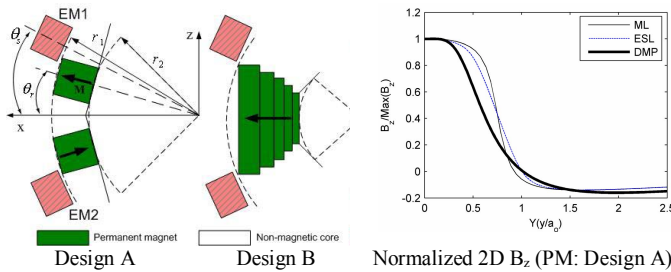 EM1
θs
r1
r2
z
θr
M
x
EM2
Permanent magnet
Non-magnetic core
Design A
Design B
ML
ESL
DMP
Bz/Max(Bz)
1
0.8
0.6
0.4
0.2
0
-0.2
0
0.5
1
1.5
2
2.5
Y(y/ao)
Normalized 2D Bz (PM: Design A)